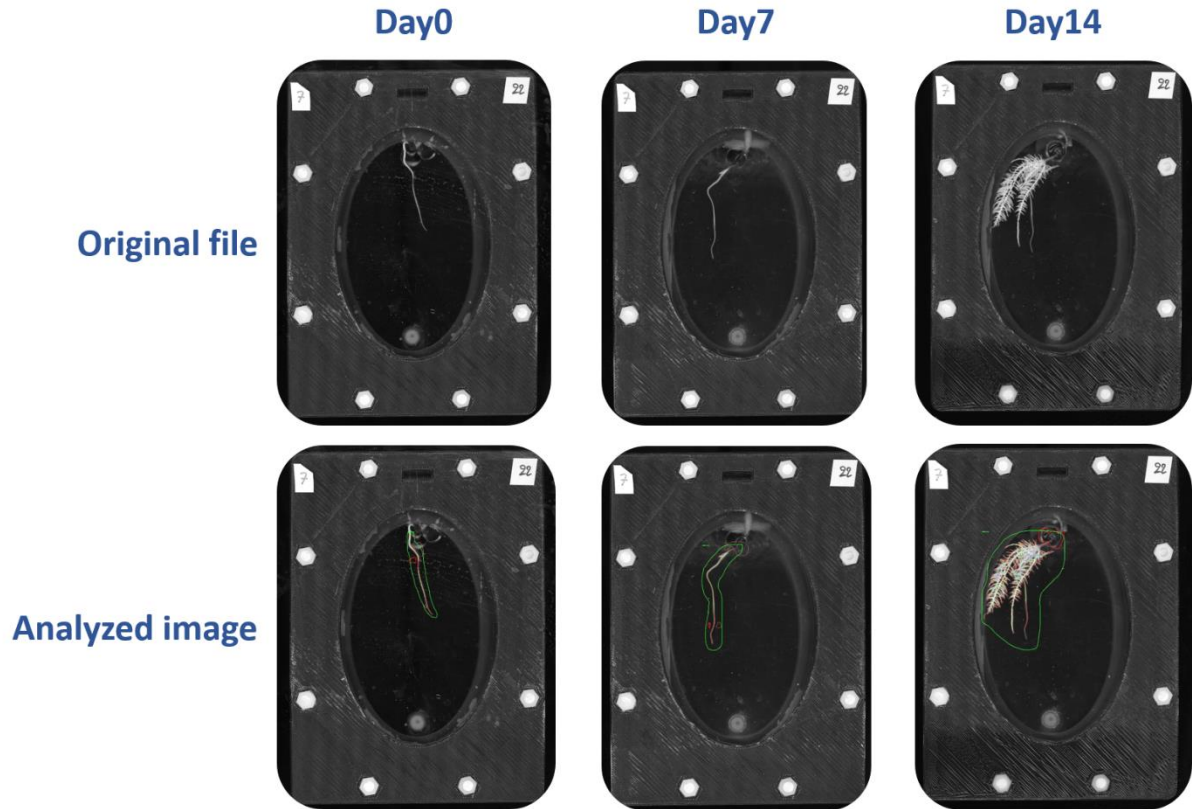 Day0 Day7 Day14
Original file
7 22 7 22 7 22
Analyzed image
7 22 7 22 7 22